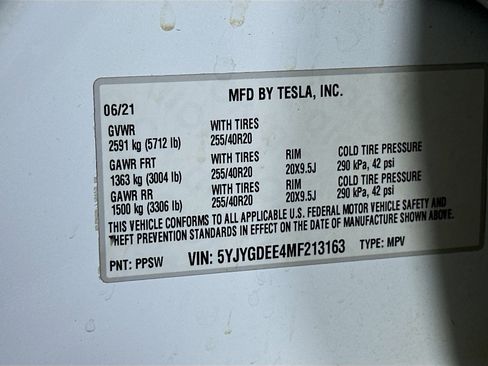 MFD BY TESLA, INC.
06/21
GVWR WITH TIRES
2591 kg (5712 lb) 255/40R20
GAWR FRT WITH TIRES RIM COLD TIRE PRESSURE
1363 kg (3004 lb) 255/40R20 20X9.5J 290 kPa, 42 psi
GAWR RR WITH TIRES RIM COLD TIRE PRESSURE
1500 kg (3306 lb) 255/40R20 20X9.5J 290 kPa, 42 psi
THIS VEHICLE CONFORMS TO ALL APPLICABLE U.S. FEDERAL MOTOR VEHICLE SAFETY AND
THEFT PREVENTION STANDARDS IN EFFECT ON THE DATE OF MANUFACTURE SHOWN ABOVE.
PNT: PPSW VIN: 5YJYGDEE4MF213163 TYPE: MPV